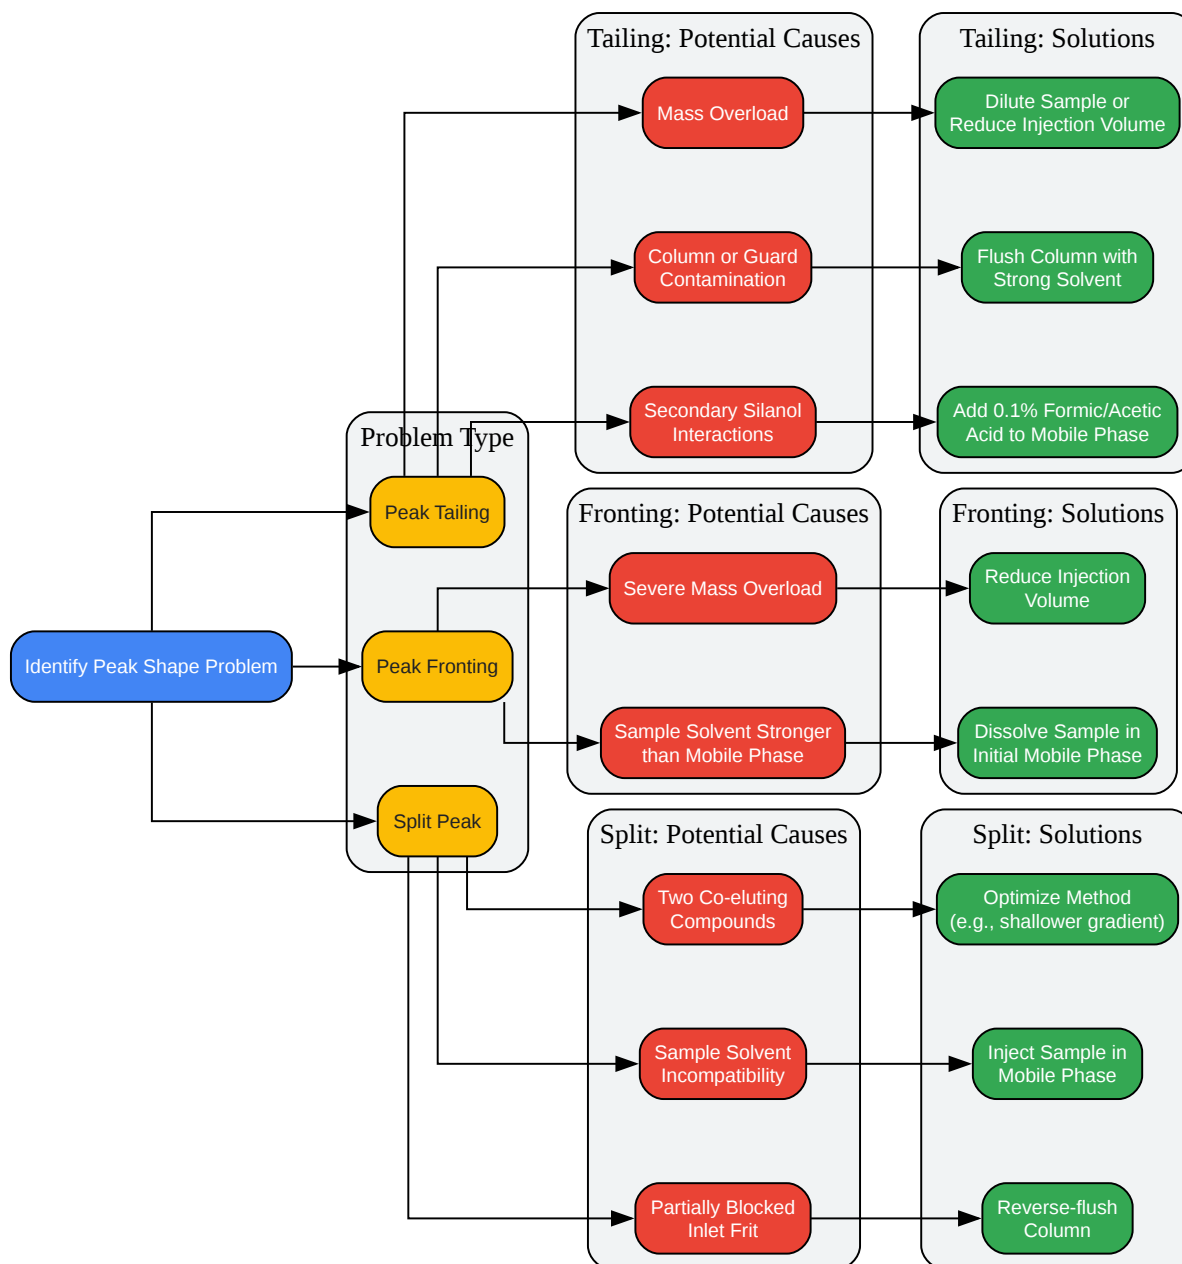 Tailing: Potential Causes
Tailing: Solutions
Mass Overload
Dilute Sample or
Reduce Injection Volume
Column or Guard
Contamination
Flush Column with
Strong Solvent
Secondary Silanol
Interactions
Add 0.1% Formic/Acetic
Acid to Mobile Phase
Problem Type
Peak Tailing
Fronting: Potential Causes
Fronting: Solutions
Severe Mass Overload
Reduce Injection
Volume
Identify Peak Shape Problem
Peak Fronting
Sample Solvent Stronger
than Mobile Phase
Dissolve Sample in
Initial Mobile Phase
Split Peak
Split: Potential Causes
Split: Solutions
Two Co-eluting
Compounds
Optimize Method
(e.g., shallower gradient)
Sample Solvent
Incompatibility
Inject Sample in
Mobile Phase
Partially Blocked
Inlet Frit
Reverse-flush
Column